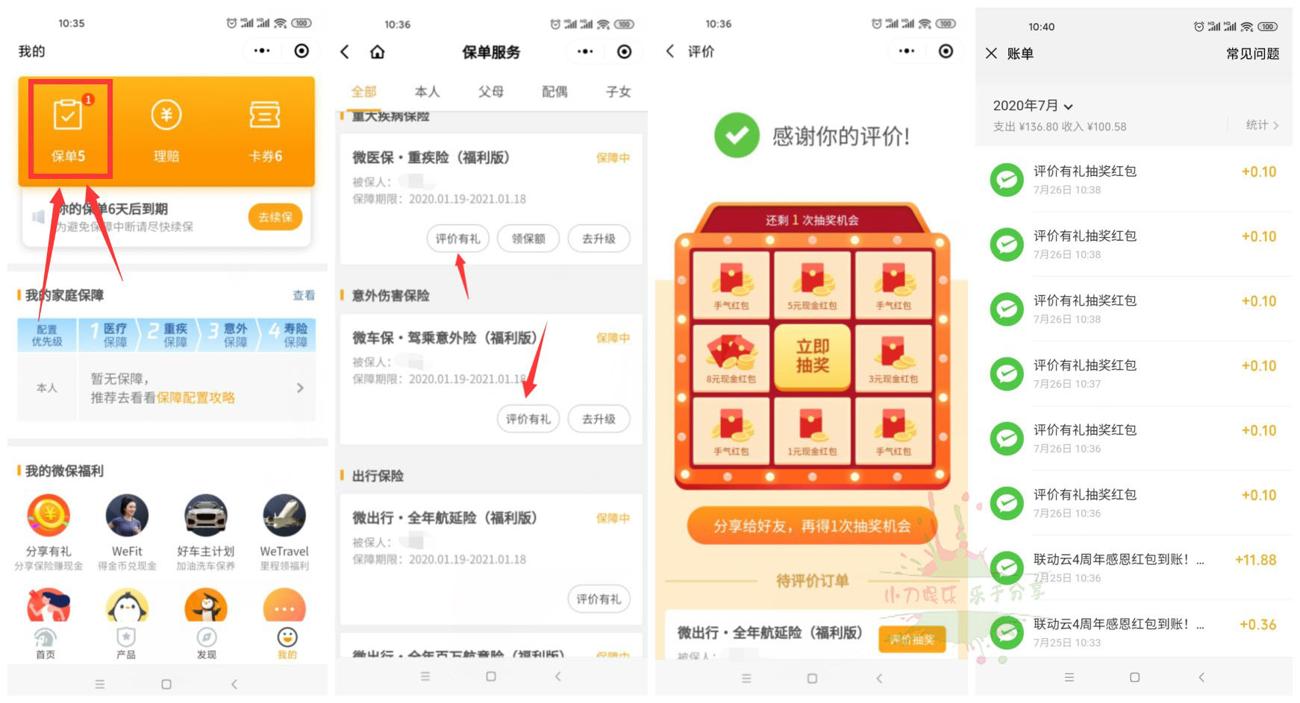 10:35
100
我的
保单5
1
理赔
卡券6
你的保单6天后到期
为避免保障中断请尽快续保
去续保
我的家庭保障
查看
配置
优先级
1 医疗保障
2 重疾保障
3 意外保障
4 寿险保障
本人
暂无保障，
推荐去看看保障配置攻略
我的微保福利
分享有礼
分享保险赚现金
WeFit
得金币兑现金
好车主计划
加油洗车保养
WeTravel
里程领福利
首页
产品
发现
我的
10:36
100
保单服务
全部
本人
父母
配偶
子女
重大疾病保险
微医保·重疾险（福利版）
保障中
被保人：
保障期限：2020.01.19-2021.01.18
评价有礼
领保额
去升级
意外伤害保险
微车保·驾乘意外险（福利版）
保障中
被保人：
保障期限：2020.01.19-2021.01.18
评价有礼
去升级
出行保险
微出行·全年航延险（福利版）
保障中
被保人：
保障期限：2020.01.19-2021.01.18
评价有礼
微出行·全年百万航意险（福利版）
保障中
10:36
100
评价
感谢你的评价!
还剩 1 次抽奖机会
手气红包
5元现金红包
手气红包
8元现金红包
立即
抽奖
3元现金红包
手气红包
1元现金红包
手气红包
分享给好友，再得1次抽奖机会
待评价订单
微出行·全年航延险（福利版）
评价抽奖
被保人：
小刀娱乐 乐于分享
10:40
100
账单
常见问题
2020年7月
支出 ¥136.80 收入 ¥100.58
统计
评价有礼抽奖红包
+0.10
7月26日 10:38
评价有礼抽奖红包
+0.10
7月26日 10:38
评价有礼抽奖红包
+0.10
7月26日 10:38
评价有礼抽奖红包
+0.10
7月26日 10:37
评价有礼抽奖红包
+0.10
7月26日 10:36
评价有礼抽奖红包
+0.10
7月26日 10:36
联动云4周年感恩红包到账！...
+11.88
7月25日 10:36
联动云4周年感恩红包到账！...
+0.36
7月25日 10:33